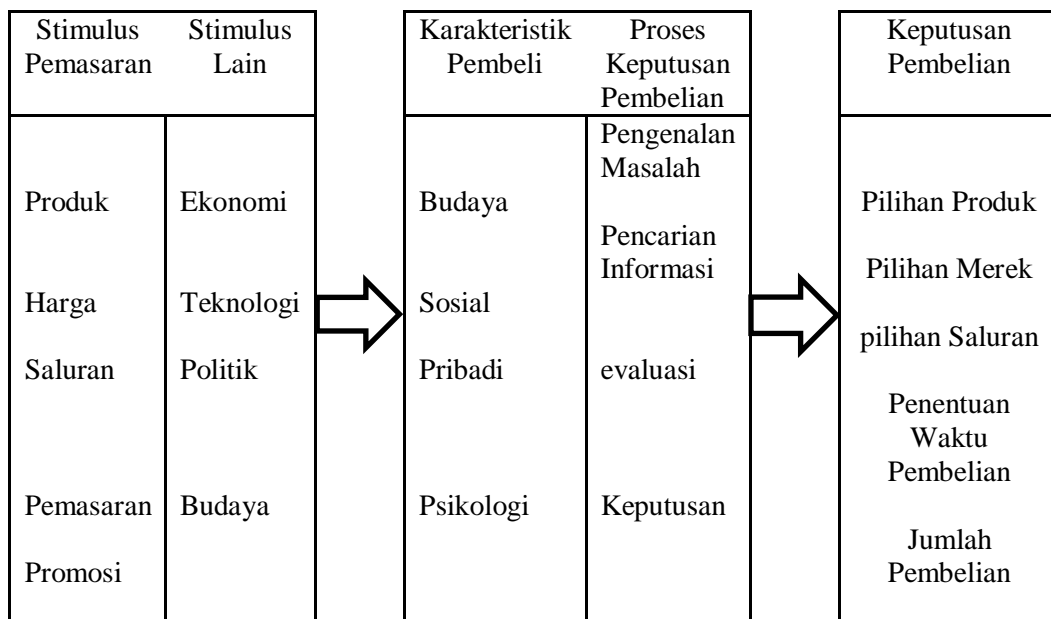 Stimulus Pemasaran
Stimulus Lain
Produk
Ekonomi
Harga
Teknologi
Saluran
Politik
Pemasaran
Budaya
Promosi
Karakteristik Pembeli
Proses Keputusan Pembelian
Budaya
Pengenalan Masalah
Sosial
Pencarian Informasi
Pribadi
evaluasi
Psikologi
Keputusan
Keputusan Pembelian
Pilihan Produk
Pilihan Merek
pilihan Saluran
Penentuan Waktu Pembelian
Jumlah Pembelian